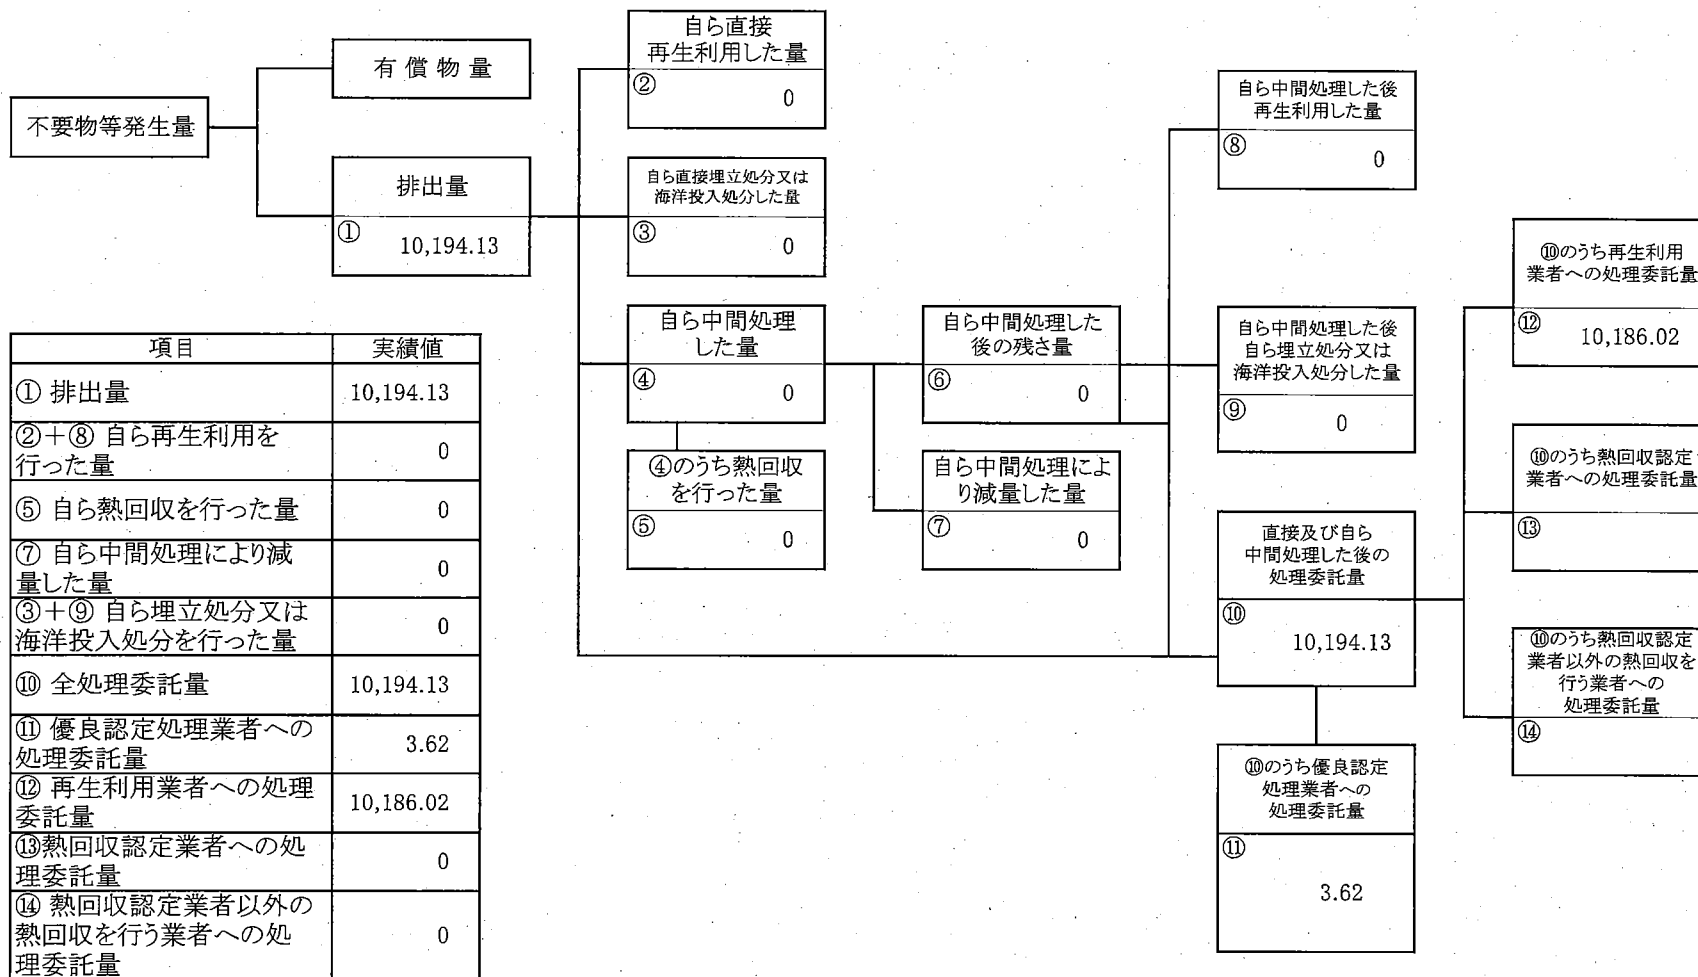 不要物等発生量
有償物量
排出量
① 10,194.13
自ら直接
再生利用した量
② 0
自ら直接埋立処分又は
海洋投入処分した量
③ 0
自ら中間処理
した量
④ 0
④のうち熱回収
を行った量
⑤ 0
自ら中間処理した
後の残さ量
⑥ 0
自ら中間処理によ
り減量した量
⑦ 0
自ら中間処理した後
再生利用した量
⑧ 0
自ら中間処理した後
自ら埋立処分又は
海洋投入処分した量
⑨ 0
直接及び自ら
中間処理した後の
処理委託量
⑩ 10,194.13
⑩のうち優良認定
処理業者への
処理委託量
⑪ 3.62
⑩のうち再生利用
業者への処理委託量
⑫ 10,186.02
⑩のうち熱回収認定
業者への処理委託量
⑬
⑩のうち熱回収認定
業者以外の熱回収を
行う業者への
処理委託量
⑭
項目 実績値
① 排出量 10,194.13
②+⑧ 自ら再生利用を
行った量 0
⑤ 自ら熱回収を行った量 0
⑦ 自ら中間処理により減
量した量 0
③+⑨ 自ら埋立処分又は
海洋投入処分を行った量 0
⑩ 全処理委託量 10,194.13
⑪ 優良認定処理業者への
処理委託量 3.62
⑫ 再生利用業者への処理
委託量 10,186.02
⑬熱回収認定業者への処
理委託量 0
⑭ 熱回収認定業者以外の
熱回収を行う業者への処
理委託量 0